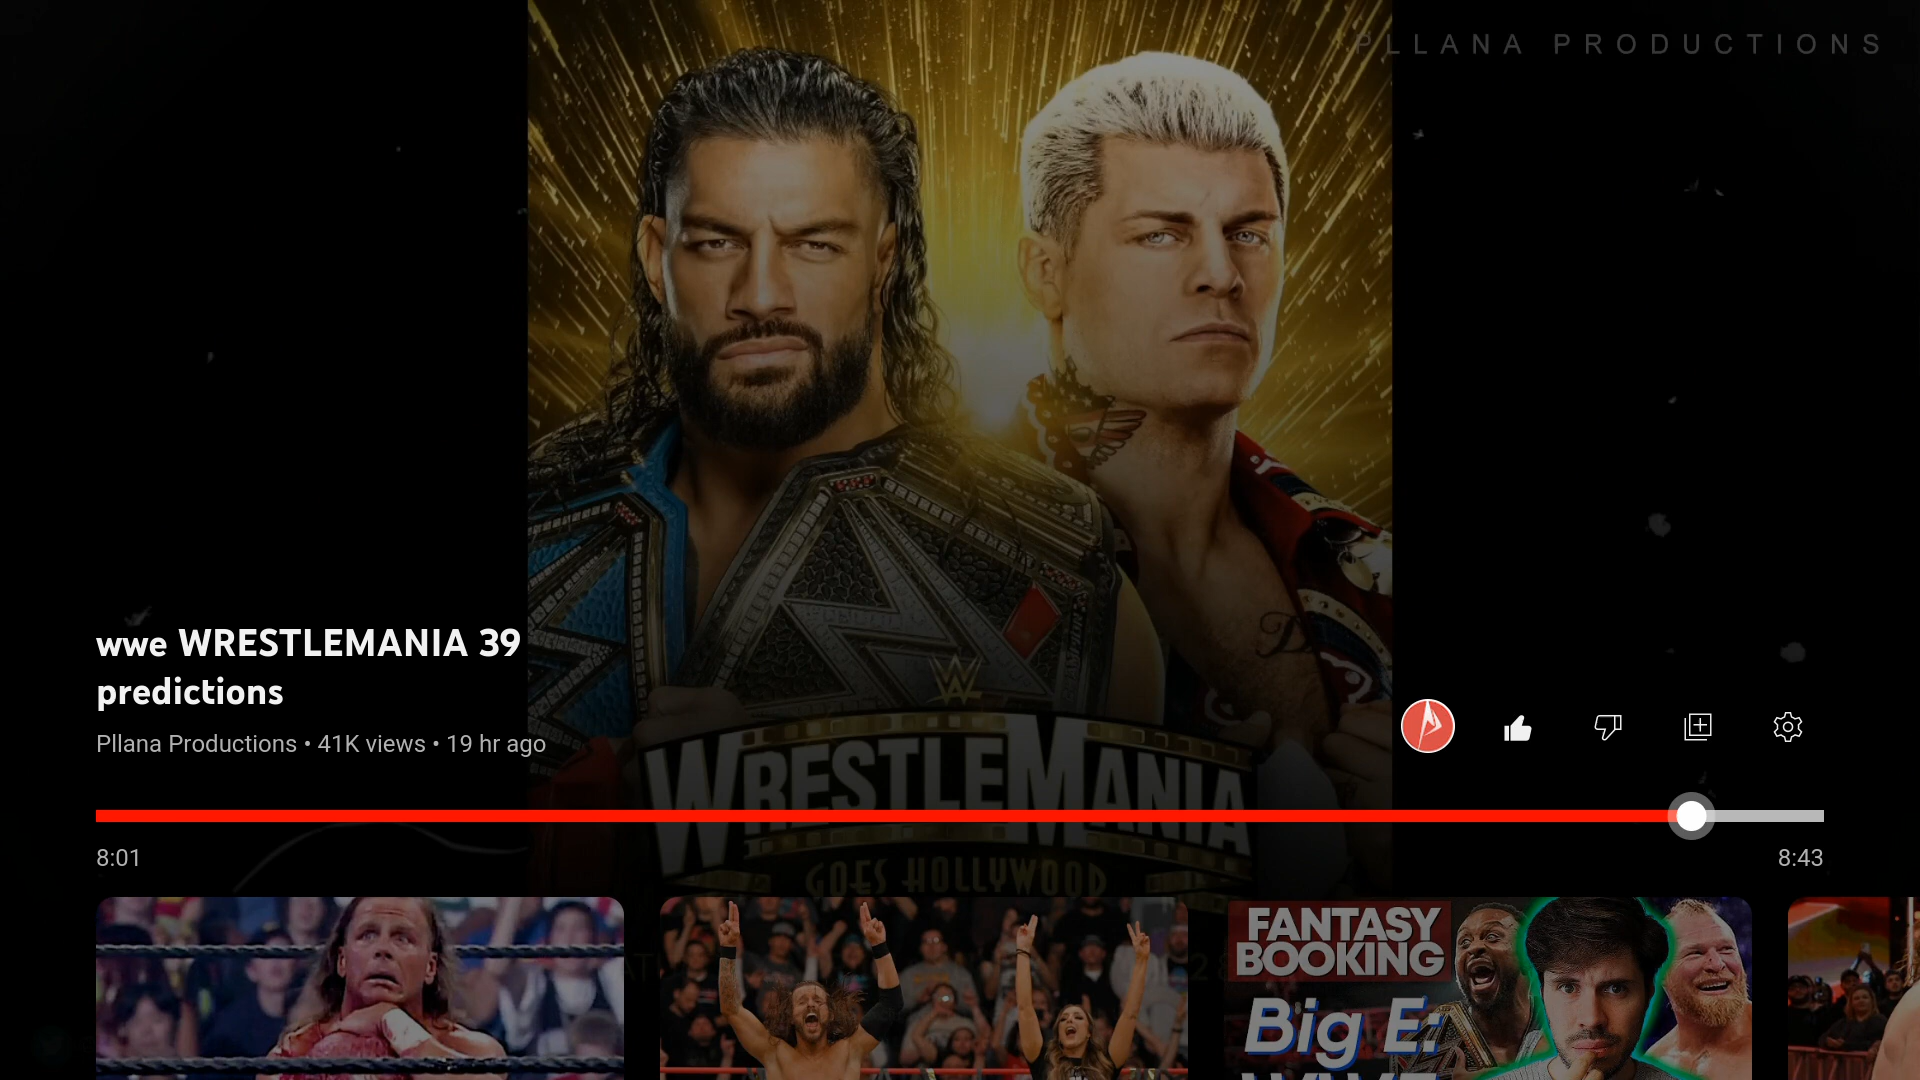 PLLANA PRODUCTIONS
wwe WRESTLEMANIA 39
predictions
Pllana Productions • 41K views • 19 hr ago
WRESTLEMANIA
GOES HOLLYWOOD
8:01
8:43
FANTASY
BOOKING
Big E: